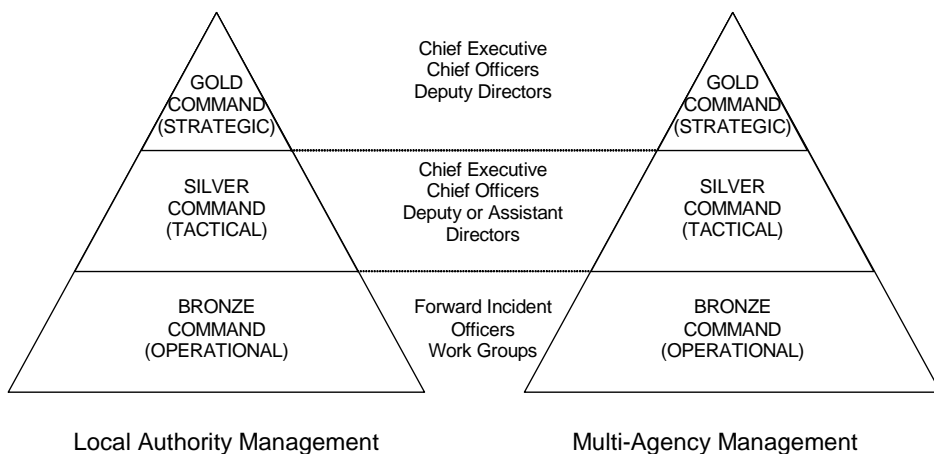 GOLD
COMMAND
(STRATEGIC)
Chief Executive
Chief Officers
Deputy Directors
GOLD
COMMAND
(STRATEGIC)
SILVER
COMMAND
(TACTICAL)
Chief Executive
Chief Officers
Deputy or Assistant
Directors
SILVER
COMMAND
(TACTICAL)
BRONZE
COMMAND
(OPERATIONAL)
Forward Incident
Officers
Work Groups
BRONZE
COMMAND
(OPERATIONAL)
Local Authority Management
Multi-Agency Management